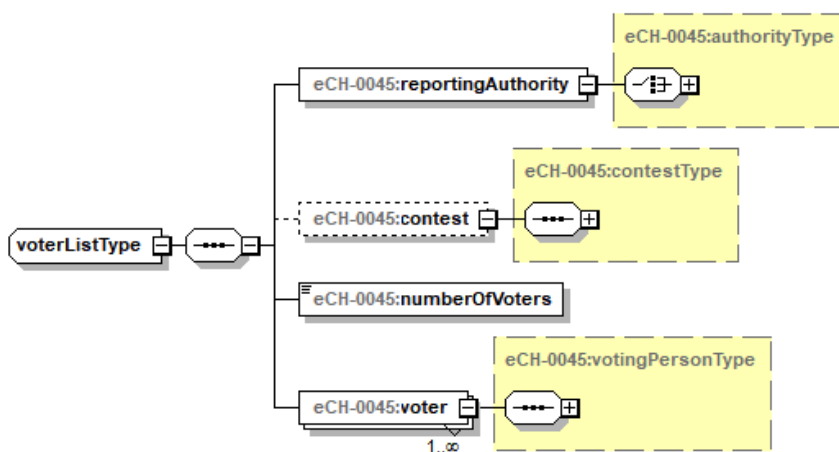 eCH-0045:authorityType
eCH-0045:reportingAuthority
eCH-0045:contestType
eCH-0045:contest
voterListType
eCH-0045:numberOfVoters
eCH-0045:votingPersonType
eCH-0045:voter
1..∞